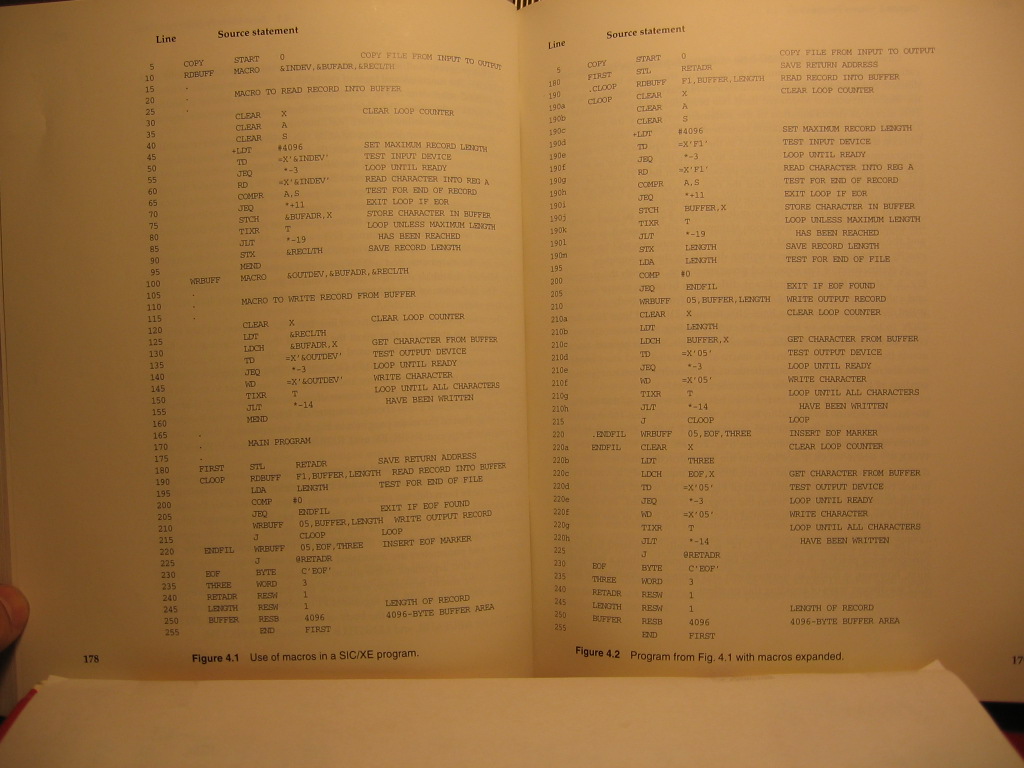 Line Source statement
5 COPY START 0 COPY FILE FROM INPUT TO OUTPUT
10 RDBUFF MACRO &INDEV,&BUFADR,&RECLTH
15 .
20 . MACRO TO READ RECORD INTO BUFFER
25 .
30 CLEAR X CLEAR LOOP COUNTER
35 CLEAR A
40 CLEAR S
45 +LDT #4096 SET MAXIMUM RECORD LENGTH
50 TD =X'&INDEV' TEST INPUT DEVICE
55 JEQ *-3 LOOP UNTIL READY
60 RD =X'&INDEV' READ CHARACTER INTO REG A
65 COMPR A,S TEST FOR END OF RECORD
70 JEQ *+11 EXIT LOOP IF EOR
75 STCH &BUFADR,X STORE CHARACTER IN BUFFER
80 TIXR T LOOP UNLESS MAXIMUM LENGTH
85 JLT *-19 HAS BEEN REACHED
90 STX &RECLTH SAVE RECORD LENGTH
95 MEND
100 WRBUFF MACRO &OUTDEV,&BUFADR,&RECLTH
105 .
110 . MACRO TO WRITE RECORD FROM BUFFER
115 .
120 CLEAR X CLEAR LOOP COUNTER
125 LDT &RECLTH
130 LDCH &BUFADR,X GET CHARACTER FROM BUFFER
135 TD =X'&OUTDEV' TEST OUTPUT DEVICE
140 JEQ *-3 LOOP UNTIL READY
145 WD =X'&OUTDEV' WRITE CHARACTER
150 TIXR T LOOP UNTIL ALL CHARACTERS
155 JLT *-14 HAVE BEEN WRITTEN
160 MEND
165 .
170 . MAIN PROGRAM
175 .
180 FIRST STL RETADR SAVE RETURN ADDRESS
190 CLOOP RDBUFF F1,BUFFER,LENGTH READ RECORD INTO BUFFER
195 LDA LENGTH TEST FOR END OF FILE
200 COMP #0
205 JEQ ENDFIL EXIT IF EOF FOUND
210 WRBUFF 05,BUFFER,LENGTH WRITE OUTPUT RECORD
215 J CLOOP LOOP
220 ENDFIL WRBUFF 05,EOF,THREE INSERT EOF MARKER
225 J @RETADR
230 EOF BYTE C'EOF'
235 THREE WORD 3
240 RETADR RESW 1
245 LENGTH RESW 1 LENGTH OF RECORD
250 BUFFER RESB 4096 4096-BYTE BUFFER AREA
255 END FIRST
178 Figure 4.1 Use of macros in a SIC/XE program.
Line Source statement
5 COPY START 0 COPY FILE FROM INPUT TO OUTPUT
180 FIRST STL RETADR SAVE RETURN ADDRESS
190 .CLOOP RDBUFF F1,BUFFER,LENGTH READ RECORD INTO BUFFER
190a CLOOP CLEAR X CLEAR LOOP COUNTER
190b CLEAR A
190c CLEAR S
190d +LDT #4096 SET MAXIMUM RECORD LENGTH
190e TD =X'F1' TEST INPUT DEVICE
190f JEQ *-3 LOOP UNTIL READY
190g RD =X'F1' READ CHARACTER INTO REG A
190h COMPR A,S TEST FOR END OF RECORD
190i JEQ *+11 EXIT LOOP IF EOR
190j STCH BUFFER,X STORE CHARACTER IN BUFFER
190k TIXR T LOOP UNLESS MAXIMUM LENGTH
190l JLT *-19 HAS BEEN REACHED
190m STX LENGTH SAVE RECORD LENGTH
195 LDA LENGTH TEST FOR END OF FILE
200 COMP #0
205 JEQ ENDFIL EXIT IF EOF FOUND
210 WRBUFF 05,BUFFER,LENGTH WRITE OUTPUT RECORD
210a CLEAR X CLEAR LOOP COUNTER
210b LDT LENGTH
210c LDCH BUFFER,X GET CHARACTER FROM BUFFER
210d TD =X'05' TEST OUTPUT DEVICE
210e JEQ *-3 LOOP UNTIL READY
210f WD =X'05' WRITE CHARACTER
210g TIXR T LOOP UNTIL ALL CHARACTERS
210h JLT *-14 HAVE BEEN WRITTEN
215 J CLOOP LOOP
220 .ENDFIL WRBUFF 05,EOF,THREE INSERT EOF MARKER
220a ENDFIL CLEAR X CLEAR LOOP COUNTER
220b LDT THREE
220c LDCH EOF,X GET CHARACTER FROM BUFFER
220d TD =X'05' TEST OUTPUT DEVICE
220e JEQ *-3 LOOP UNTIL READY
220f WD =X'05' WRITE CHARACTER
220g TIXR T LOOP UNTIL ALL CHARACTERS
220h JLT *-14 HAVE BEEN WRITTEN
225 J @RETADR
230 EOF BYTE C'EOF'
235 THREE WORD 3
240 RETADR RESW 1
245 LENGTH RESW 1 LENGTH OF RECORD
250 BUFFER RESB 4096 4096-BYTE BUFFER AREA
255 END FIRST
Figure 4.2 Program from Fig. 4.1 with macros expanded.